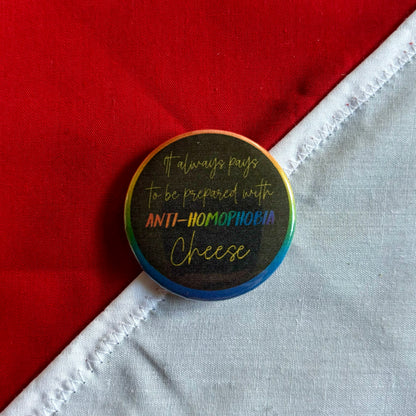 It always pays
to be prepared with
ANTI-HOMOPHOBIA
Cheese